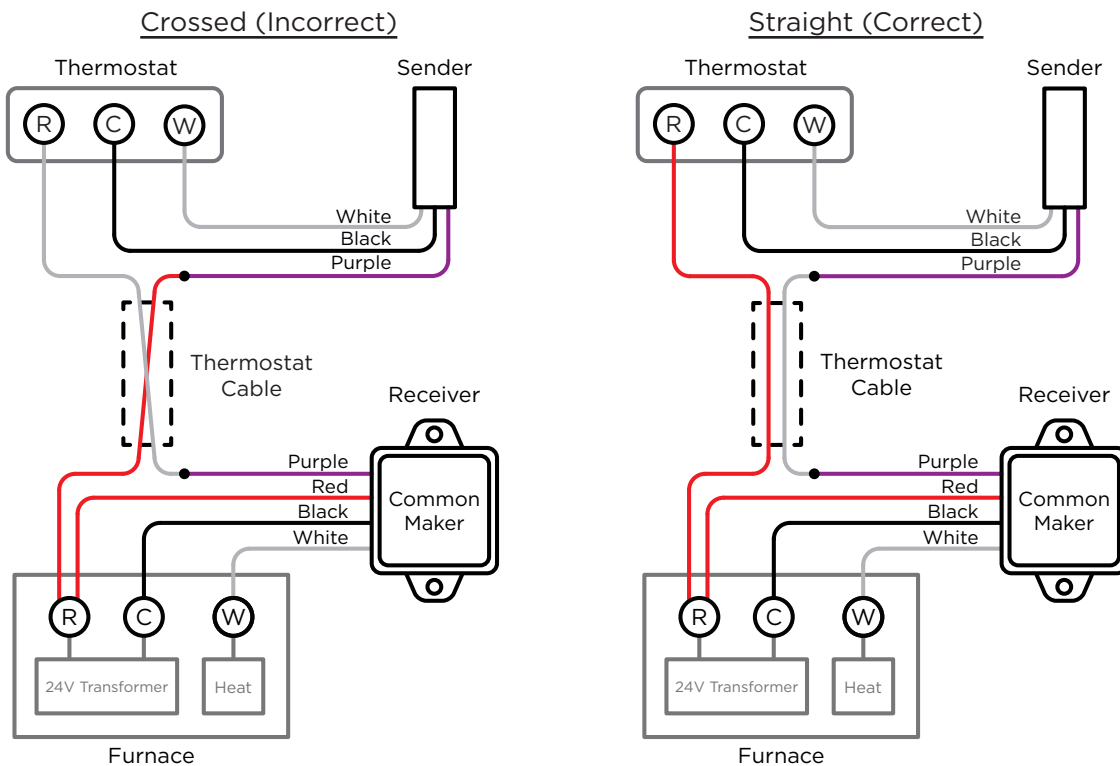 Crossed (Incorrect)
Thermostat
Sender
R
C
W
White
Black
Purple
Thermostat
Cable
Receiver
Purple
Red
Black
White
Common
Maker
R
C
W
24V Transformer
Heat
Furnace
Straight (Correct)
Thermostat
Sender
R
C
W
White
Black
Purple
Thermostat
Cable
Receiver
Purple
Red
Black
White
Common
Maker
R
C
W
24V Transformer
Heat
Furnace